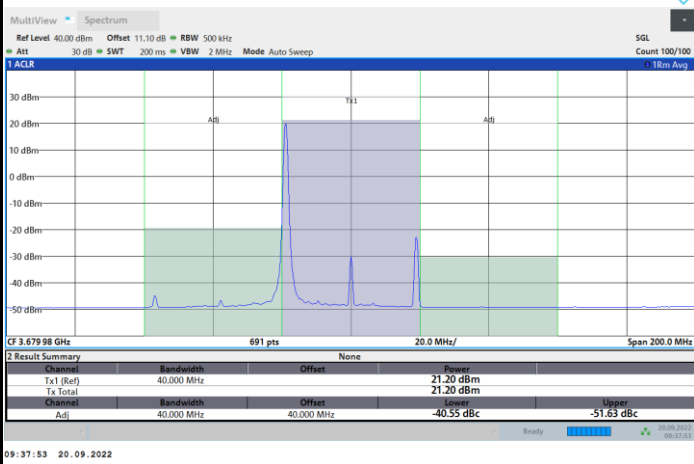 MultiView Spectrum
Ref Level 40.00 dBm Offset 11.10 dB RBW 500 kHz SGL
Att 30 dB SWT 200 ms VBW 2 MHz Mode Auto Sweep Count 100/100
1 ACLR 1Rm Avg
30 dBm
Tx1
20 dBm Adj Adj
10 dBm
0 dBm
-10 dBm
-20 dBm
-30 dBm
-40 dBm
-50 dBm
CF 3.679 98 GHz 691 pts 20.0 MHz/ Span 200.0 MHz
2 Result Summary None
Channel Bandwidth Offset Power
Tx1 (Ref) 40.000 MHz 21.20 dBm
Tx Total 21.20 dBm
Channel Bandwidth Offset Lower Upper
Adj 40.000 MHz 40.000 MHz -40.55 dBc -51.63 dBc
Ready 20.09.2022
09:37:53
09:37:53 20.09.2022